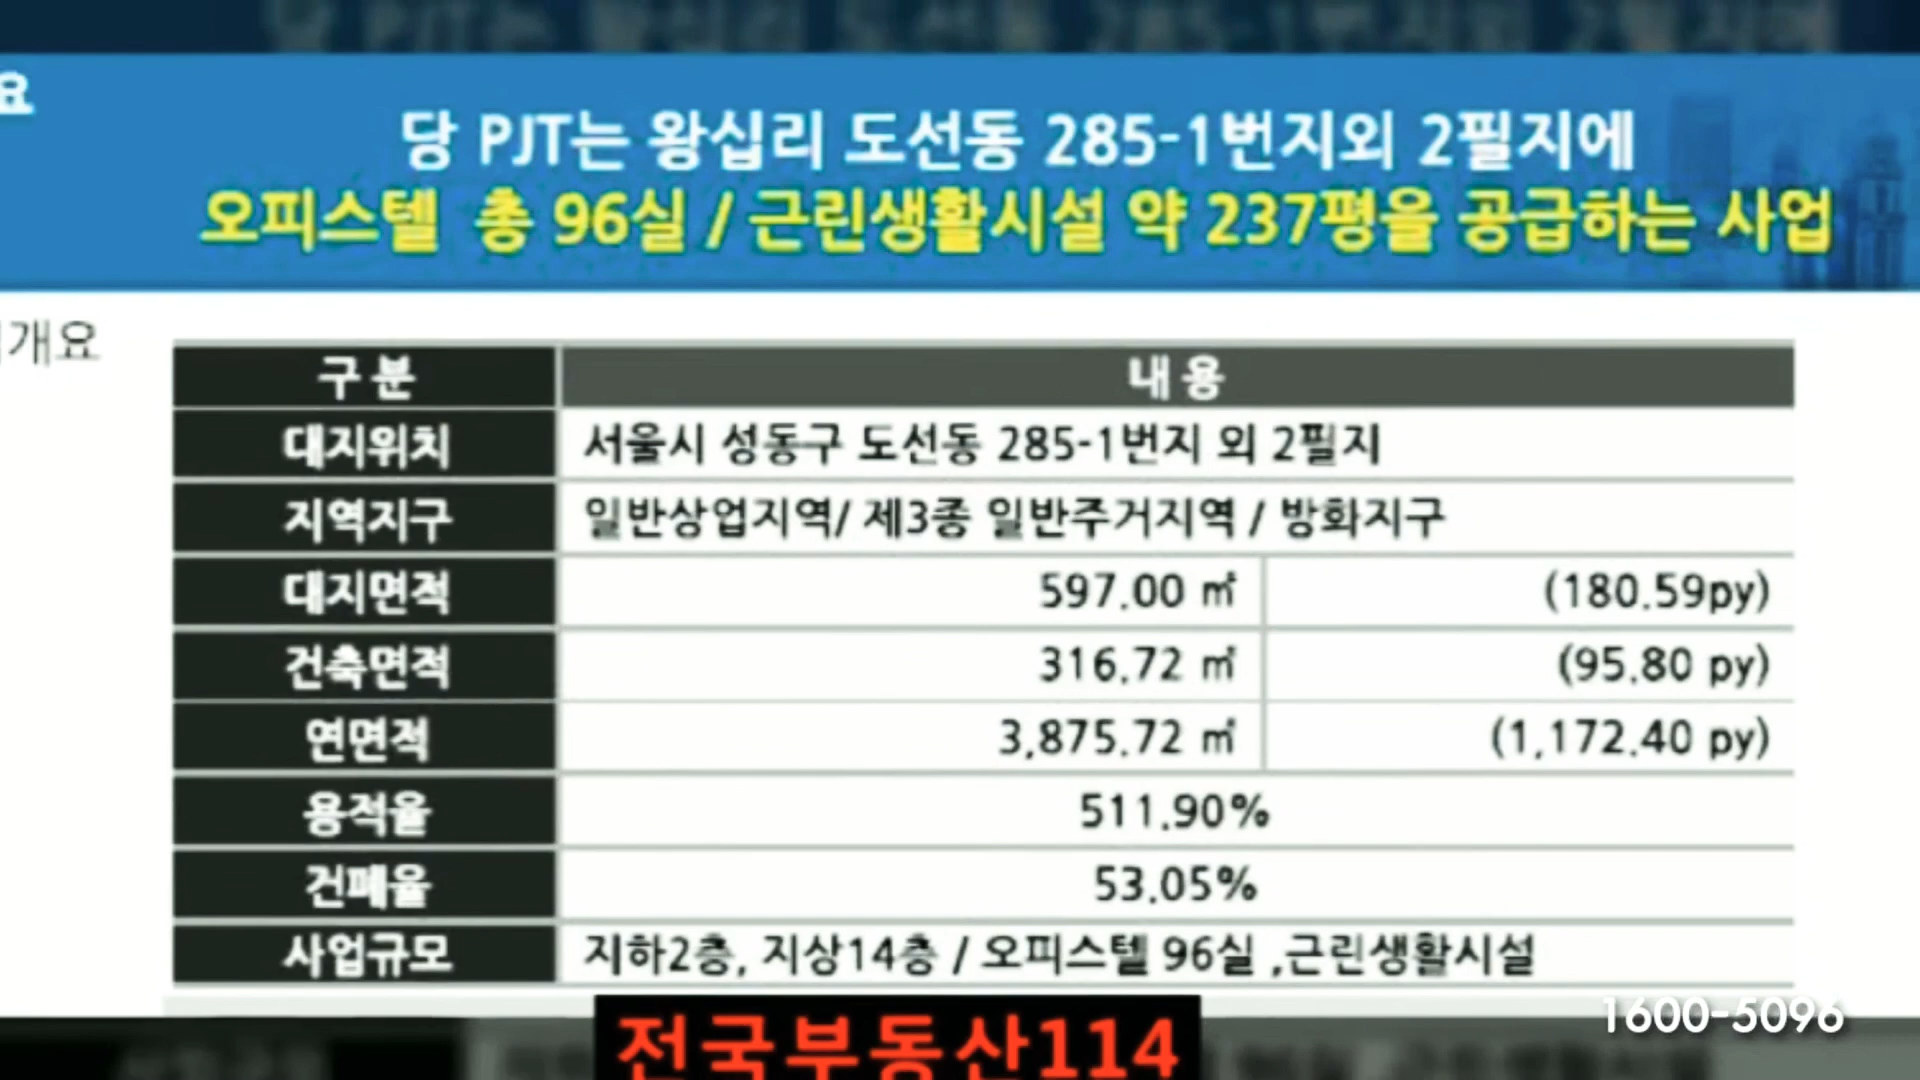 요
당 PJT는 왕십리 도선동 285-1번지외 2필지에
오피스텔 총 96실 / 근린생활시설 약 237평을 공급하는 사업
개요
구분 내용
대지위치 서울시 성동구 도선동 285-1번지 외 2필지
지역지구 일반상업지역/ 제3종 일반주거지역 / 방화지구
대지면적 597.00 ㎡ (180.59py)
건축면적 316.72 ㎡ (95.80 py)
연면적 3,875.72 ㎡ (1,172.40 py)
용적율 511.90%
건폐율 53.05%
사업규모 지하2층, 지상14층 / 오피스텔 96실 ,근린생활시설
1600-5096
전국부동산114